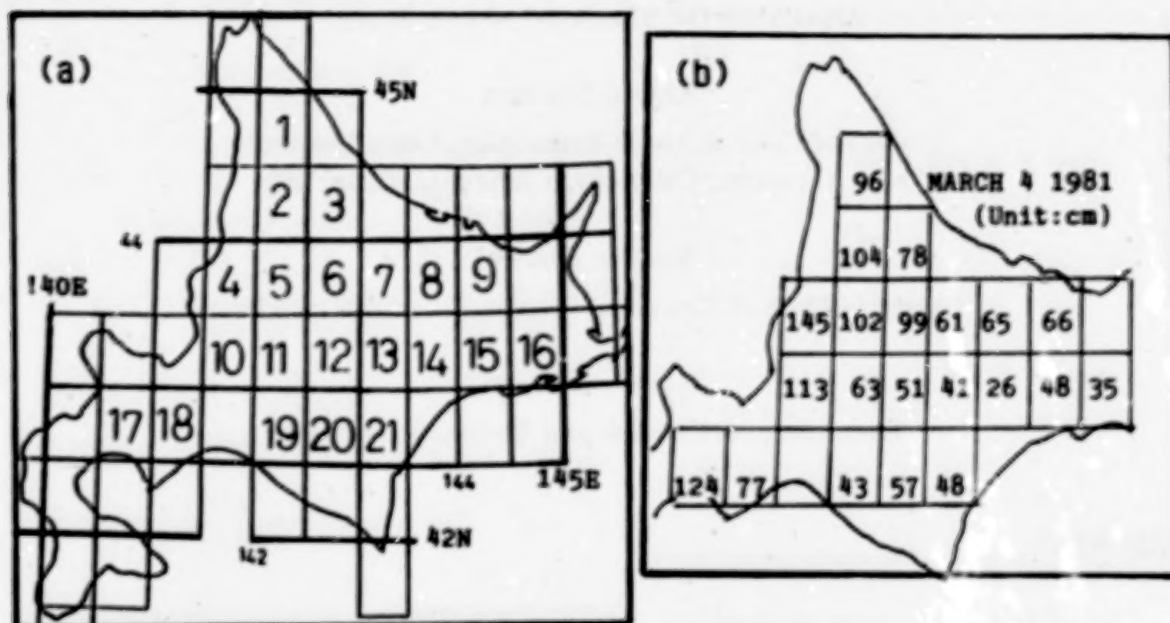 (a)
45N
1
2 3
44
4 5 6 7 8 9
140E
10 11 12 13 14 15 16
17 18 19 20 21
144 145E
142 42N
(b)
96 MARCH 4 1981
(Unit:cm)
104 78
145 102 99 61 65 66
113 63 51 41 26 48 35
124 77 43 57 48